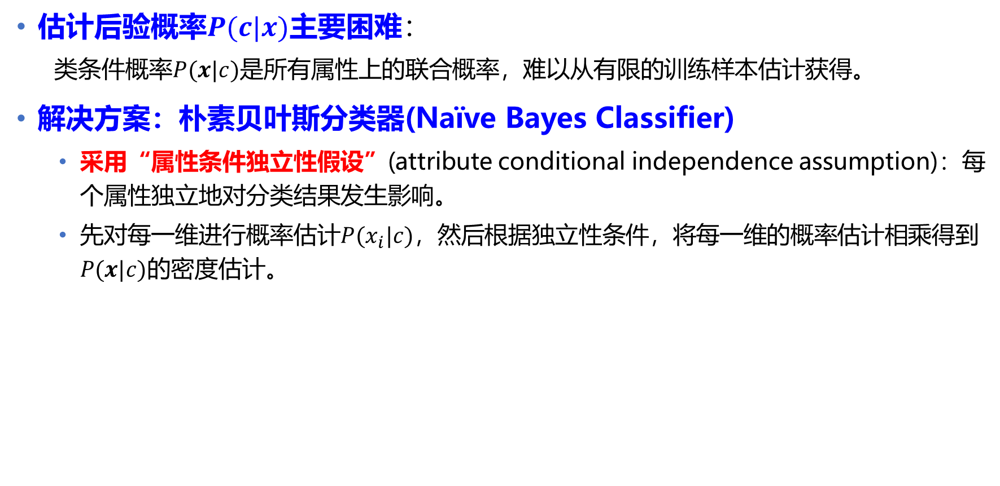 • 估计后验概率P(c|x)主要困难：
类条件概率P(x|c)是所有属性上的联合概率，难以从有限的训练样本估计获得。
• 解决方案：朴素贝叶斯分类器(Naïve Bayes Classifier)
• 采用“属性条件独立性假设”(attribute conditional independence assumption)：每
个属性独立地对分类结果发生影响。
• 先对每一维进行概率估计P(xᵢ|c)，然后根据独立性条件，将每一维的概率估计相乘得到
P(x|c)的密度估计。